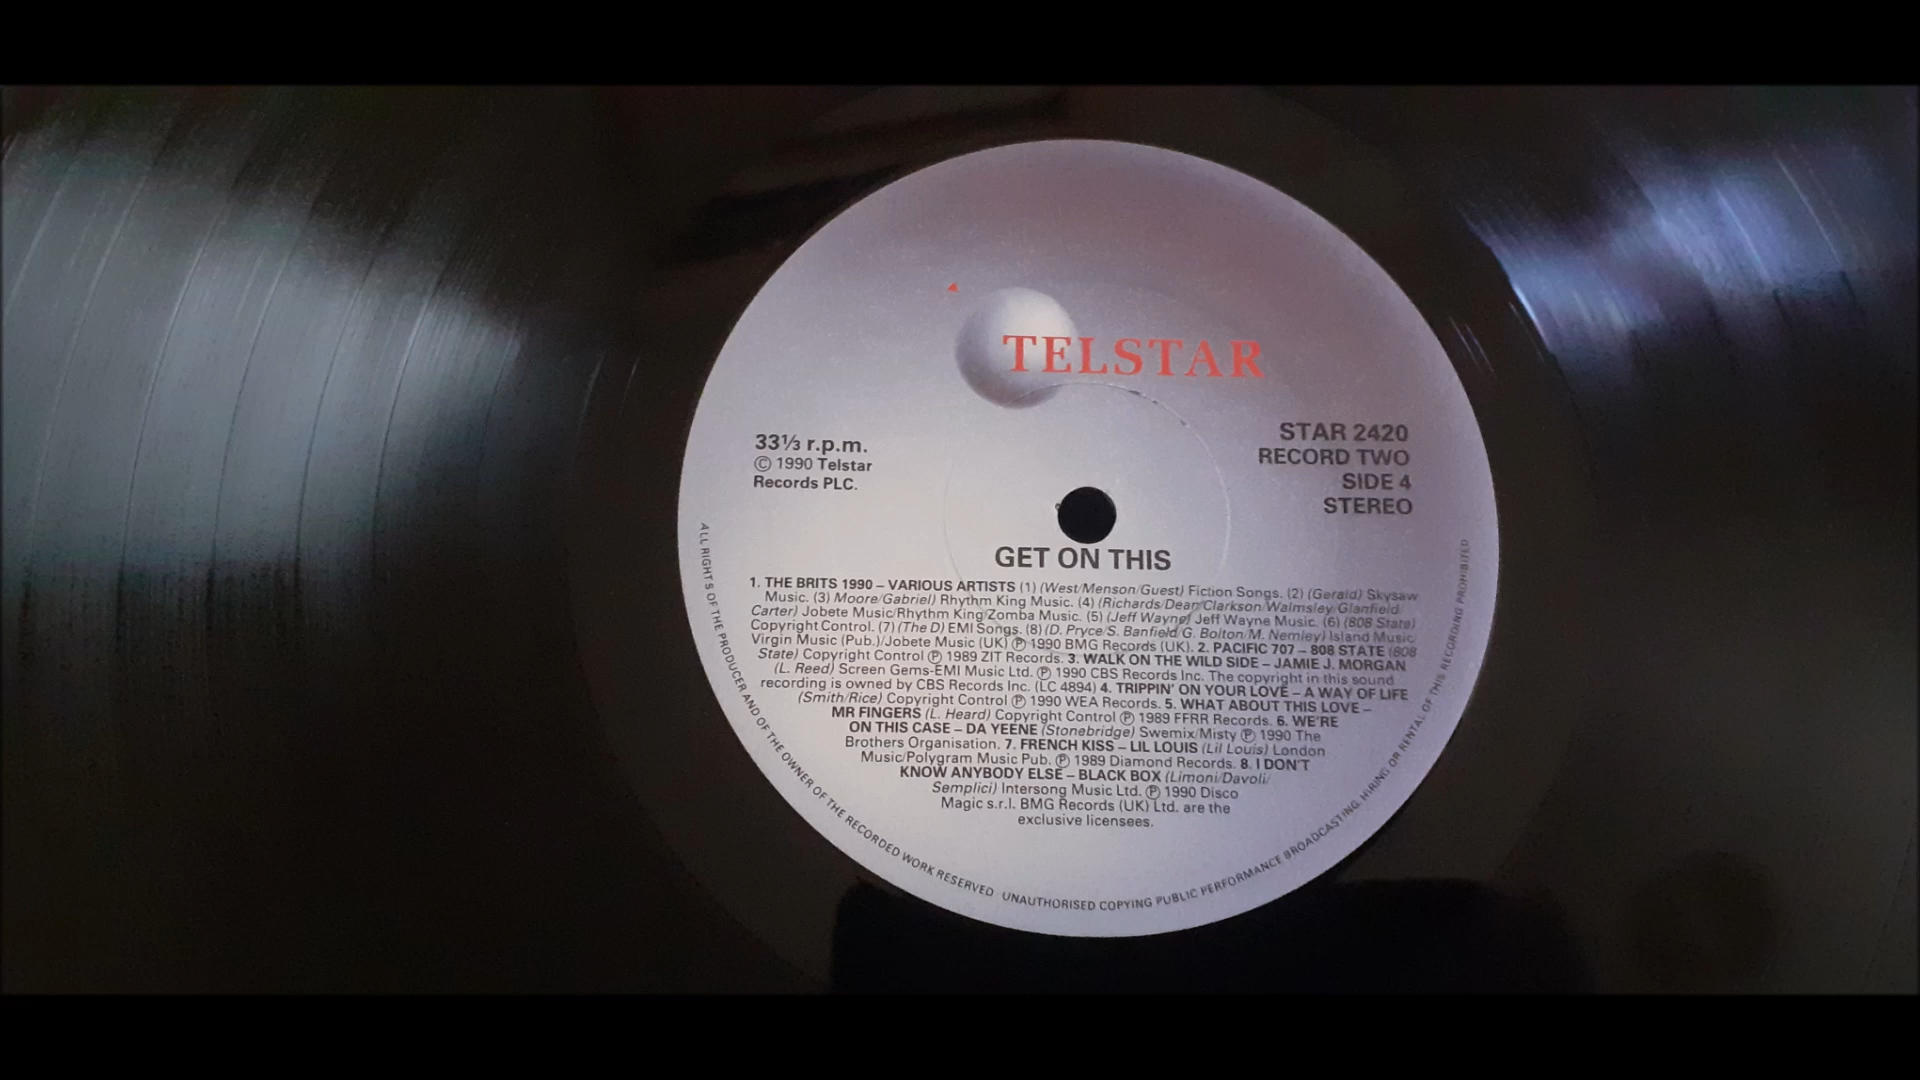 TELSTAR
33⅓ r.p.m.
Ⓒ 1990 Telstar
Records PLC.
STAR 2420
RECORD TWO
SIDE 4
STEREO
GET ON THIS
1. THE BRITS 1990 – VARIOUS ARTISTS (1) (West/Menson/Guest) Fiction Songs. (2) (Gerald) Skysaw
Music. (3) Moore/Gabriel) Rhythm King Music. (4) (Richards/Dean/Clarkson/Walmsley/Glanfield/
Carter) Jobete Music/Rhythm King/Zomba Music. (5) (Jeff Wayne) Jeff Wayne Music. (6) (808 State)
Copyright Control. (7) (The D) EMI Songs. (8) (D. Pryce/S. Banfield/G. Bolton/M. Nemley) Island Music/
Virgin Music (Pub.)/Jobete Music (UK) Ⓟ 1990 BMG Records (UK). 2. PACIFIC 707 – 808 STATE (808
State) Copyright Control Ⓟ 1989 ZIT Records. 3. WALK ON THE WILD SIDE – JAMIE J. MORGAN
(L. Reed) Screen Gems-EMI Music Ltd. Ⓟ 1990 CBS Records Inc. The copyright in this sound
recording is owned by CBS Records Inc. (LC 4894) 4. TRIPPIN' ON YOUR LOVE – A WAY OF LIFE
(Smith/Rice) Copyright Control Ⓟ 1990 WEA Records. 5. WHAT ABOUT THIS LOVE –
MR FINGERS (L. Heard) Copyright Control Ⓟ 1989 FFRR Records. 6. WE'RE
ON THIS CASE – DA YEENE (Stonebridge) Swemix/Misty Ⓟ 1990 The
Brothers Organisation. 7. FRENCH KISS – LIL LOUIS (Lil Louis) London
Music/Polygram Music Pub. Ⓟ 1989 Diamond Records. 8. I DON'T
KNOW ANYBODY ELSE – BLACK BOX (Limoni/Davoli/
Semplici) Intersong Music Ltd. Ⓟ 1990 Disco
Magic s.r.l. BMG Records (UK) Ltd. are the
exclusive licensees.
ALL RIGHTS OF THE PRODUCER AND OF THE OWNER OF THE RECORDED WORK RESERVED UNAUTHORISED COPYING PUBLIC PERFORMANCE BROADCASTING, HIRING OR RENTAL OF THIS RECORDING PROHIBITED